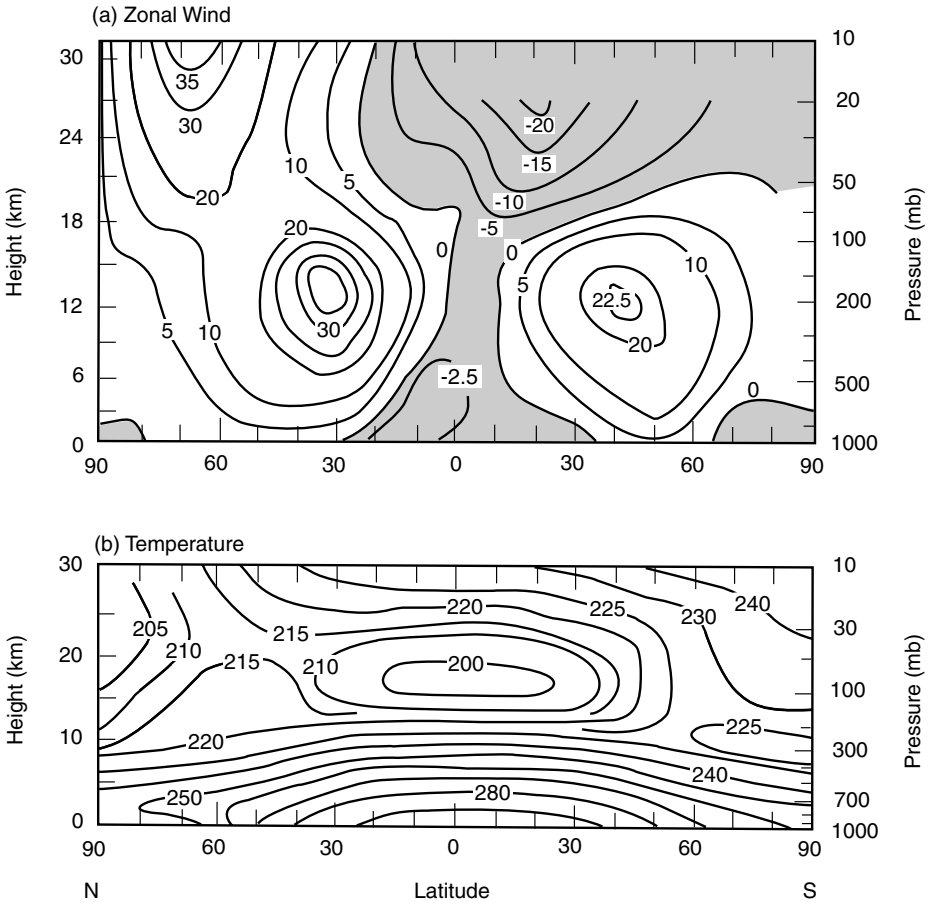 (a) Zonal Wind
30 10
35
30 20
-20
24
-15
10 5 50
20 -10
18 -5
20 0 0 100
10
5
12 22.5 200
5 10 30
20
6 -2.5 500
0
0 1000
90 60 30 0 30 60 90
Height (km)
Pressure (mb)
(b) Temperature
30 10
240
220 225
230
205 215 30
210
20 215 210 200
100
225
10 220 300
240
250 280 700
0 1000
90 60 30 0 30 60 90
Height (km)
Pressure (mb)
N Latitude S